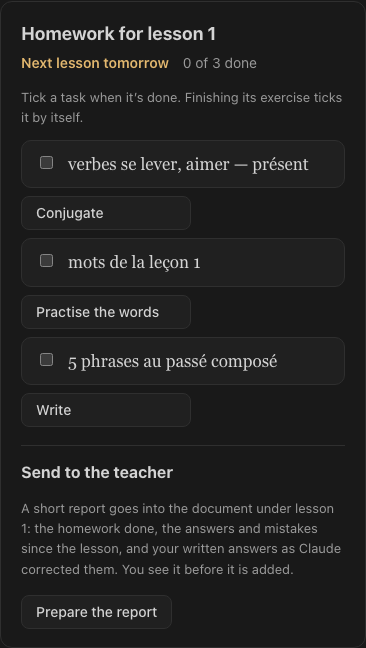 Homework for lesson 1
Next lesson tomorrow 0 of 3 done
Tick a task when it's done. Finishing its exercise ticks
it by itself.
verbes se lever, aimer — présent
Conjugate
mots de la leçon 1
Practise the words
5 phrases au passé composé
Write
Send to the teacher
A short report goes into the document under lesson
1: the homework done, the answers and mistakes
since the lesson, and your written answers as Claude
corrected them. You see it before it is added.
Prepare the report